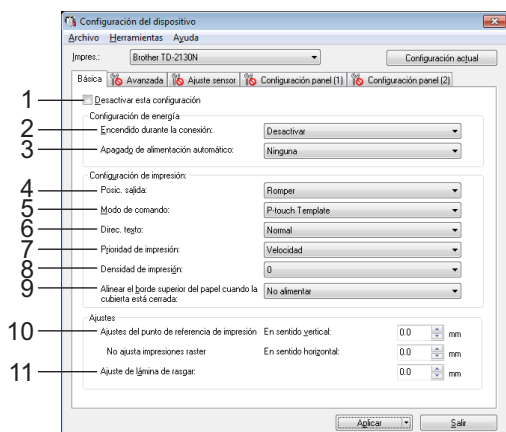 Configuración del dispositivo
Archivo Herramientas Ayuda
Impres.: Brother TD-2130N Configuración actual
Básica Avanzada Ajuste sensor Configuración panel (1) Configuración panel (2)
1 Desactivar esta configuración
Configuración de energía
2 Encendido durante la conexión: Desactivar
3 Apagado de alimentación automático: Ninguna
Configuración de impresión:
4 Posic. salida: Romper
5 Modo de comando: P-touch Template
6 Direc. texto: Normal
7 Prioridad de impresión: Velocidad
8 Densidad de impresión: 0
9 Alinear el borde superior del papel cuando la
cubierta está cerrada: No alimentar
Ajustes
10 Ajustes del punto de referencia de impresión En sentido vertical: 0.0 mm
No ajusta impresiones raster En sentido horizontal: 0.0 mm
11 Ajuste de lámina de rasgar: 0.0 mm
Aplicar Salir